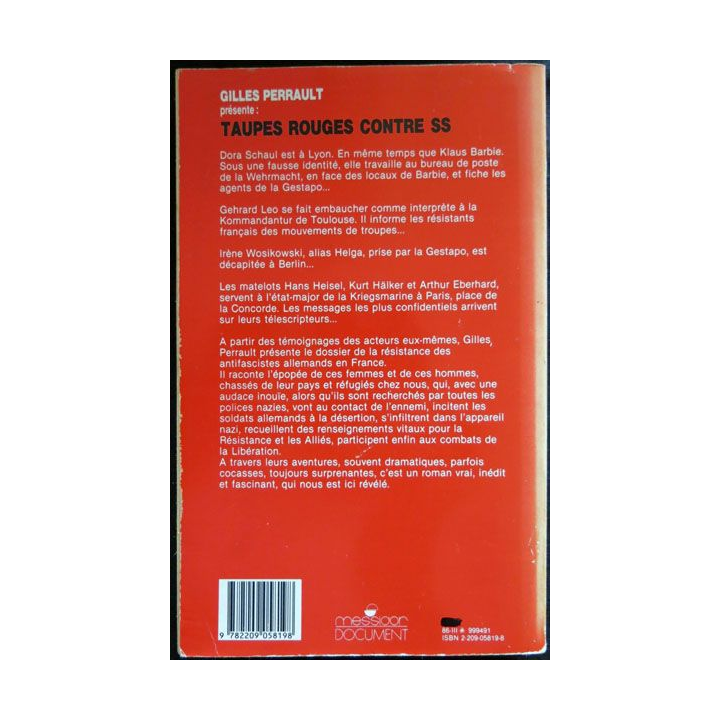 GILLES PERRAULT
présente :
TAUPES ROUGES CONTRE SS
Dora Schaul est à Lyon. En même temps que Klaus Barbie.
Sous une fausse identité, elle travaille au bureau de poste
de la Wehrmacht, en face des locaux de Barbie, et fiche les
agents de la Gestapo...
Gehrard Leo se fait embaucher comme interprète à la
Kommandantur de Toulouse. Il informe les résistants
français des mouvements de troupes...
Irène Wosikowski, alias Helga, prise par la Gestapo, est
décapitée à Berlin...
Les matelots Hans Heisel, Kurt Hälker et Arthur Eberhard,
servent à l'état-major de la Kriegsmarine à Paris, place de
la Concorde. Les messages les plus confidentiels arrivent
sur leurs télescripteurs...
A partir des témoignages des acteurs eux-mêmes, Gilles
Perrault présente le dossier de la résistance des
antifascistes allemands en France.
Il raconte l'épopée de ces femmes et de ces hommes,
chassés de leur pays et réfugiés chez nous, qui, avec une
audace inouïe, alors qu'ils sont recherchés par toutes les
polices nazies, vont au contact de l'ennemi, incitent les
soldats allemands à la désertion, s'infiltrent dans l'appareil
nazi, recueillent des renseignements vitaux pour la
Résistance et les Alliés, participent enfin aux combats de
la Libération.
A travers leurs aventures, souvent dramatiques, parfois
cocasses, toujours surprenantes, c'est un roman vrai, inédit
et fascinant, qui nous est ici révélé.
9 782209 058198
messidor
DOCUMENT
86-III * 999491
ISBN 2-209-05819-8